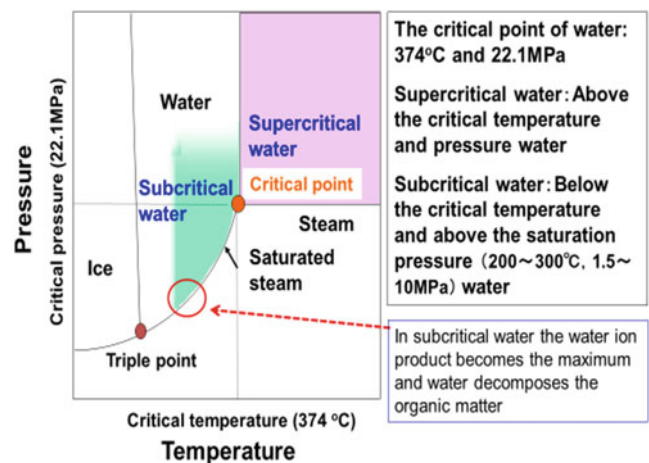 Pressure
Critical pressure (22.1MPa)
Water
Supercritical
water
Subcritical
water
Critical point
Steam
Saturated
steam
Ice
Triple point
Critical temperature (374 ºC)
Temperature
The critical point of water:
374ºC and 22.1MPa
Supercritical water：Above
the critical temperature
and pressure water
Subcritical water：Below
the critical temperature
and above the saturation
pressure（200～300℃, 1.5～
10MPa）water
In subcritical water the water ion
product becomes the maximum
and water decomposes the
organic matter